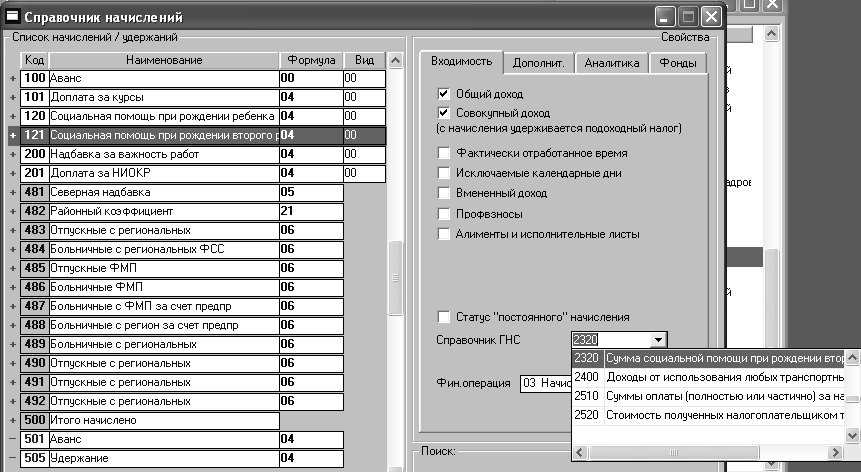 Справочник начислений
Список начислений / удержаний
Код Наименование Формула Вид
+ 100 Аванс 00 00
+ 101 Доплата за курсы 04 00
+ 120 Социальная помощь при рождении ребенка 04 00
+ 121 Социальная помощь при рождении второго р 04 00
+ 200 Надбавка за важность работ 04 00
+ 201 Доплата за НИОКР 04 00
+ 481 Северная надбавка 05
+ 482 Районный коэффициент 21
+ 483 Отпускные с региональных 06
+ 484 Больничные с региональных ФСС 06
+ 485 Отпускные ФМП 06
+ 486 Больничные ФМП 06
+ 487 Больничные с ФМП за счет предпр 06
+ 488 Больничные с регион за счет предпр 06
+ 489 Больничные с региональных 06
+ 490 Отпускные с региональных 06
+ 491 Отпускные с региональных 06
+ 492 Отпускные с региональных 06
+ 500 Итого начислено
− 501 Аванс 04
− 505 Удержание 04
Свойства
Входимость Дополнит. Аналитика Фонды
Общий доход
Совокупный доход
(с начисления удерживается подоходный налог)
Фактически отработанное время
Исключаемые календарные дни
Вмененный доход
Профвзносы
Алименты и исполнительные листы
Статус "постоянного" начисления
Справочник ГНС 2320
2320 Сумма социальной помощи при рождении втор
2400 Доходы от использования любых транспортны
2510 Суммы оплаты (полностью или частично) за на
2520 Стоимость полученных налогоплательщиком т
Фин.операция 03 Начис
Поиск:
адров